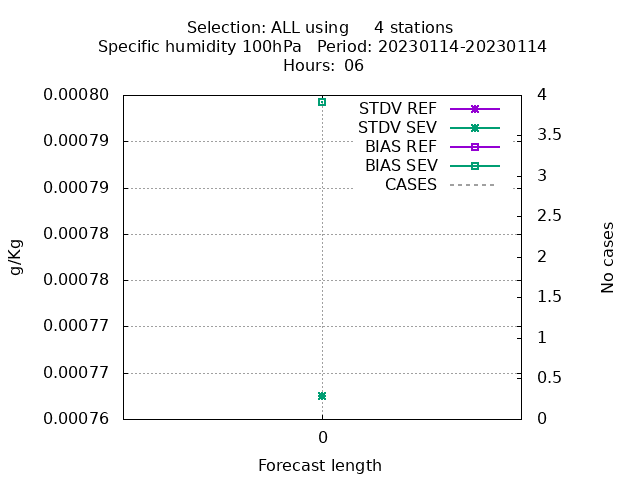 Selection: ALL using     4 stations
Specific humidity 100hPa   Period: 20230114-20230114
Hours:  06
0.00080
0.00079
0.00079
0.00078
0.00078
0.00077
0.00077
0.00076
g/Kg
STDV REF
STDV SEV
BIAS REF
BIAS SEV
CASES
4
3.5
3
2.5
2
1.5
1
0.5
0
No cases
0
Forecast length